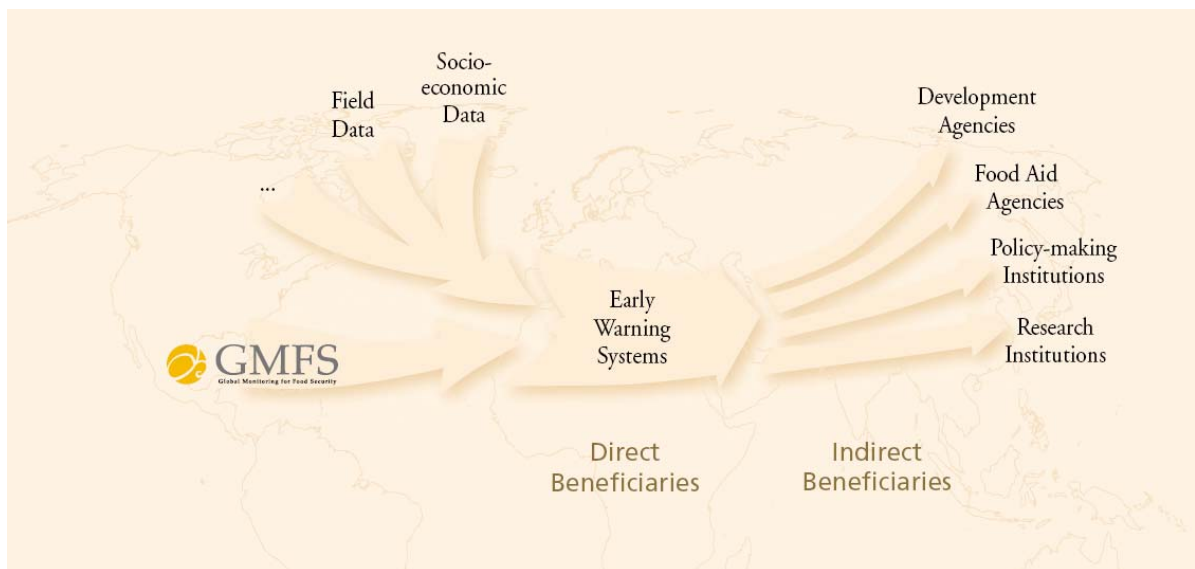 Socio-
economic
Data
Field
Data
...
GMFS
Global Monitoring for Food Security
Early
Warning
Systems
Development
Agencies
Food Aid
Agencies
Policy-making
Institutions
Research
Institutions
Direct
Beneficiaries
Indirect
Beneficiaries